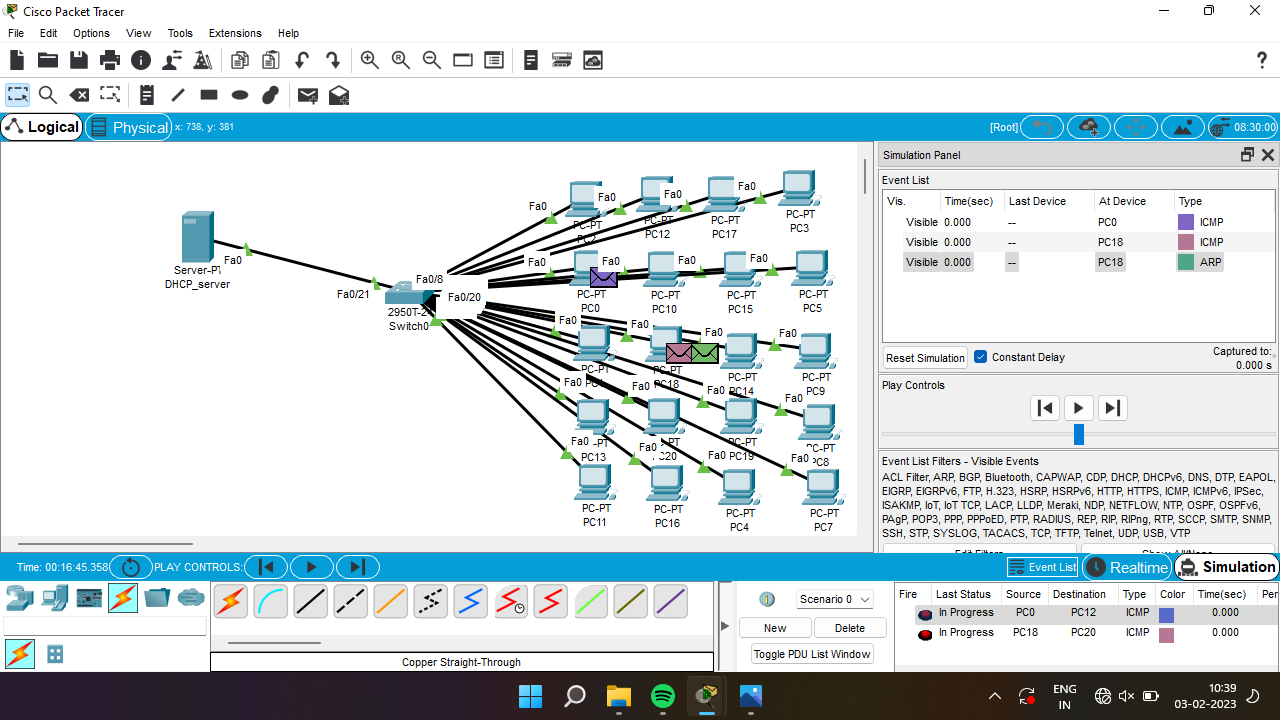 Cisco Packet Tracer
File Edit Options View Tools Extensions Help
?
Logical Physical x: 738, y: 381 [Root] 08:30:00
Simulation Panel
Event List
Vis. Time(sec) Last Device At Device Type
Visible 0.000 -- PC0 ICMP
Visible 0.000 -- PC18 ICMP
Visible 0.000 -- PC18 ARP
Reset Simulation Constant Delay Captured to:
0.000 s
Play Controls
Event List Filters - Visible Events
ACL Filter, ARP, BGP, Bluetooth, CAPWAP, CDP, DHCP, DHCPv6, DNS, DTP, EAPOL,
EIGRP, EIGRPv6, FTP, H.323, HSRP, HSRPv6, HTTP, HTTPS, ICMP, ICMPv6, IPSec,
ISAKMP, IoT, IoT TCP, LACP, LLDP, Meraki, NDP, NETFLOW, NTP, OSPF, OSPFv6,
PAgP, POP3, PPP, PPPoED, PTP, RADIUS, REP, RIP, RIPng, RTP, SCCP, SMTP, SNMP,
SSH, STP, SYSLOG, TACACS, TCP, TFTP, Telnet, UDP, USB, VTP
Edit Filters Show All/None
Fa0
Server-PT
DHCP_server
Fa0/21
Fa0/8
Fa0/20
2950T-24
Switch0
Fa0 Fa0 Fa0 Fa0
PC-PT PC-PT PC-PT PC-PT
PC2 PC12 PC17 PC3
Fa0 Fa0 Fa0 Fa0
PC-PT PC-PT PC-PT PC-PT
PC0 PC10 PC15 PC5
Fa0 Fa0 Fa0 Fa0
PC-PT PC-PT PC-PT PC-PT
PC18 PC14 PC9
Fa0 Fa0 Fa0 Fa0
PC-PT PC-PT PC-PT PC-PT
PC13 PC20 PC19 PC8
Fa0 Fa0 Fa0 Fa0
PC-PT PC-PT PC-PT PC-PT
PC11 PC16 PC4 PC7
Time: 00:16:45.358 PLAY CONTROLS: Event List Realtime Simulation
Copper Straight-Through
Scenario 0
New Delete
Toggle PDU List Window
Fire Last Status Source Destination Type Color Time(sec) Per
In Progress PC0 PC12 ICMP 0.000
In Progress PC18 PC20 ICMP 0.000
ENG
IN
10:39
03-02-2023